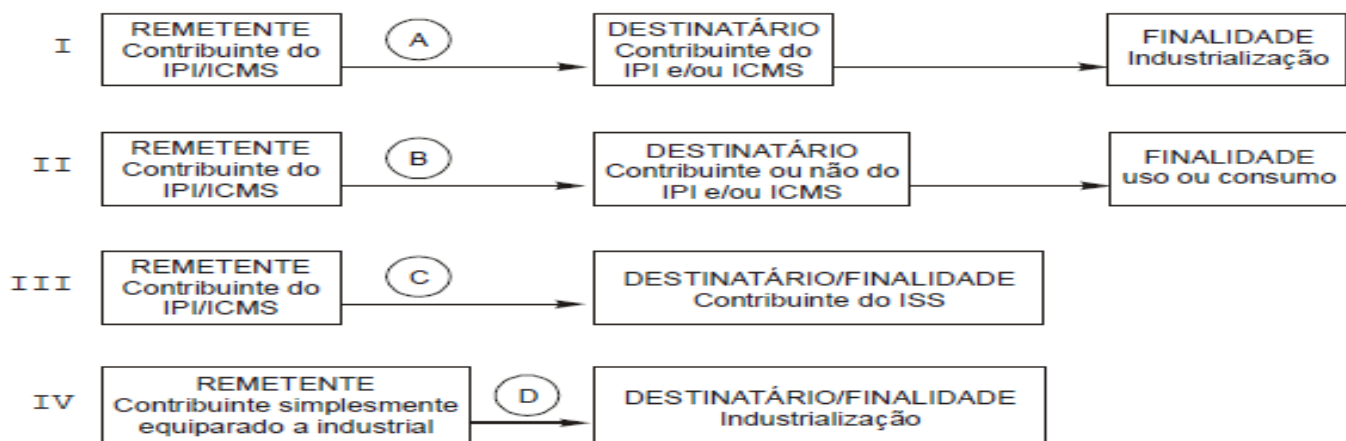 I
REMETENTE
Contribuinte do
IPI/ICMS
A
DESTINATÁRIO
Contribuinte do
IPI e/ou ICMS
FINALIDADE
Industrialização
II
REMETENTE
Contribuinte do
IPI/ICMS
B
DESTINATÁRIO
Contribuinte ou não do
IPI e/ou ICMS
FINALIDADE
uso ou consumo
III
REMETENTE
Contribuinte do
IPI/ICMS
C
DESTINATÁRIO/FINALIDADE
Contribuinte do ISS
IV
REMETENTE
Contribuinte simplesmente
equiparado a industrial
D
DESTINATÁRIO/FINALIDADE
Industrialização